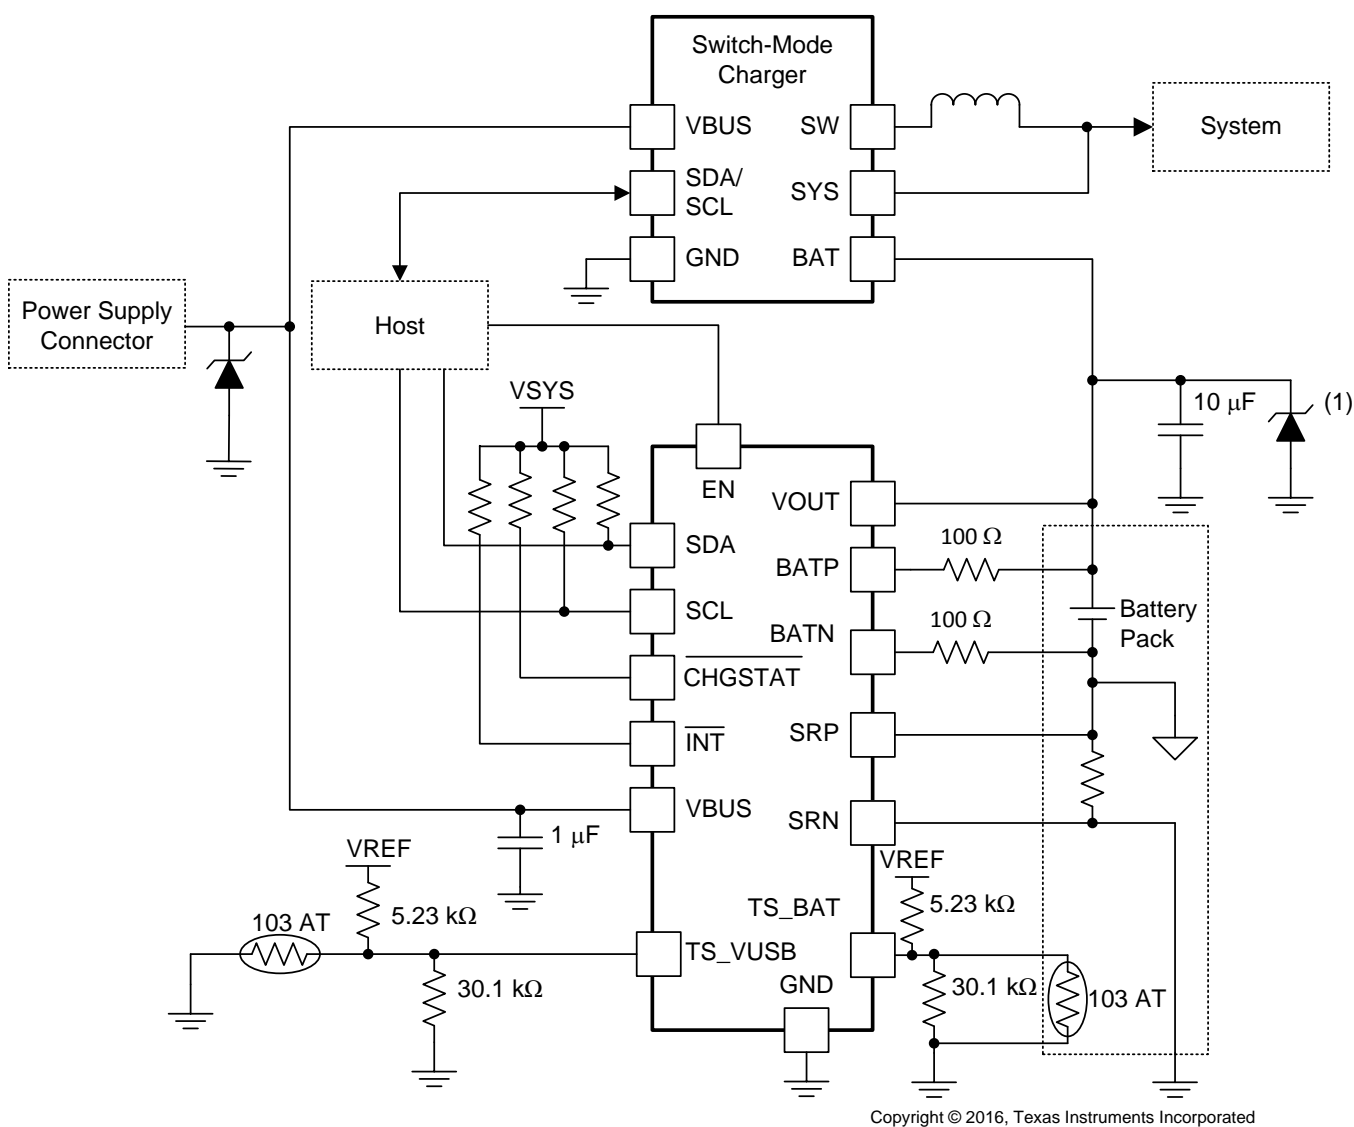 Switch-Mode
Charger
VBUS
SW
System
SDA/
SCL
SYS
GND
BAT
Power Supply
Connector
Host
VSYS
10 μF
(1)
EN
VOUT
SDA
100 Ω
BATP
SCL
100 Ω
BATN
Battery
Pack
CHGSTAT
INT
SRP
VBUS
SRN
1 μF
VREF
VREF
5.23 kΩ
103 AT
TS_BAT
5.23 kΩ
TS_VUSB
30.1 kΩ
GND
30.1 kΩ
103 AT
Copyright © 2016, Texas Instruments Incorporated